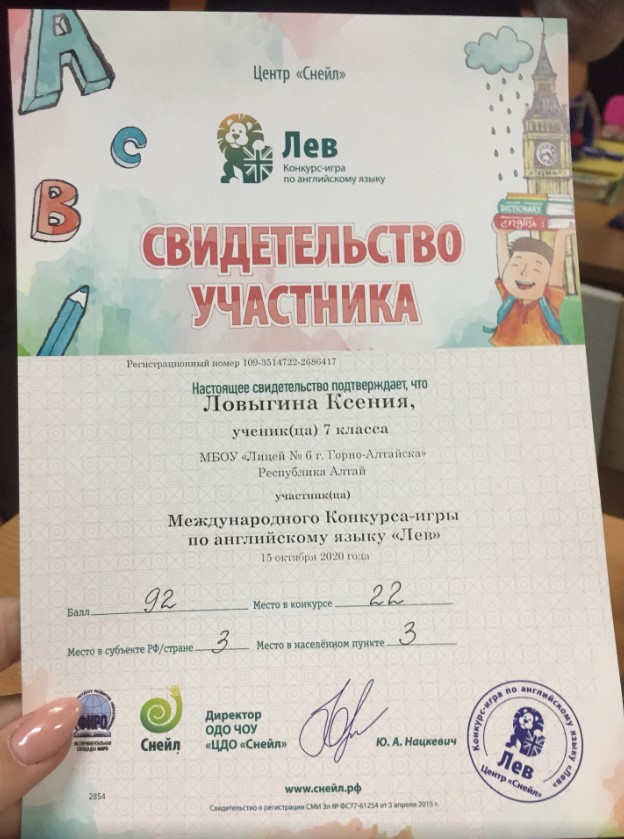 A
C
B
Центр «Снейл»
Лев
Конкурс-игра
по английскому языку
DICTIONARY
English
СВИДЕТЕЛЬСТВО
УЧАСТНИКА
Регистрационный номер 109-3514722-2686417
Настоящее свидетельство подтверждает, что
Ловыгина Ксения,
ученик(ца) 7 класса
МБОУ «Лицей № 6 г. Горно-Алтайска»
Республика Алтай
участник(ца)
Международного Конкурса-игры
по английскому языку «Лев»
15 октября 2020 года
Балл 92 Место в конкурсе 22
Место в субъекте РФ/стране 3 Место в населённом пункте 3
ФИРО
Снейл
Директор
ОДО ЧОУ
«ЦДО «Снейл»
Ю. А. Нацкевич
Конкурс-игра по английскому языку «Лев»
Лев
Центр «Снейл»
2854
www.снейл.рф
Свидетельство о регистрации СМИ Эл № ФС77-61254 от 3 апреля 2015 г.